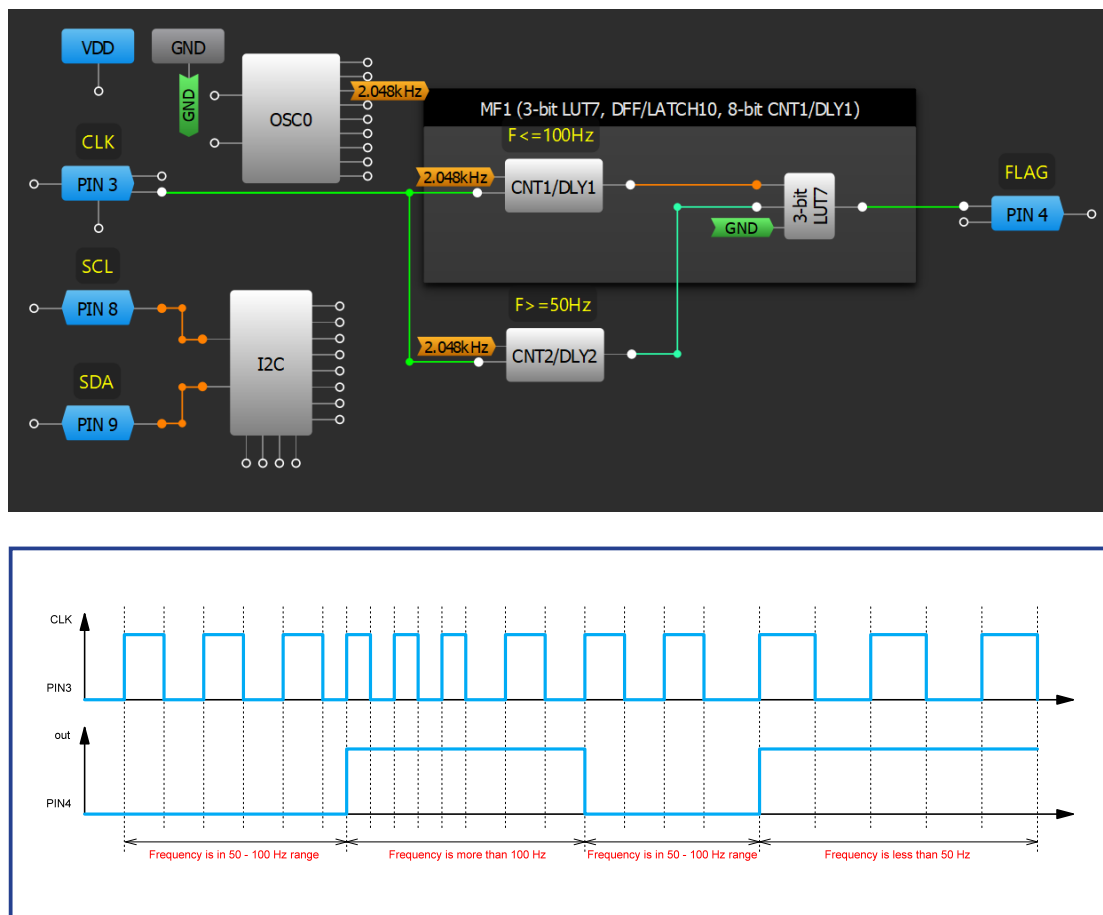 VDD
GND
GND
OSC0
2.048kHz
MF1 (3-bit LUT7, DFF/LATCH10, 8-bit CNT1/DLY1)
F<=100Hz
CLK
PIN 3
2.048kHz
CNT1/DLY1
3-bit
LUT7
GND
FLAG
PIN 4
SCL
PIN 8
F>=50Hz
2.048kHz
CNT2/DLY2
I2C
SDA
PIN 9
CLK
PIN3
out
PIN4
Frequency is in 50 - 100 Hz range
Frequency is more than 100 Hz
Frequency is in 50 - 100 Hz range
Frequency is less than 50 Hz